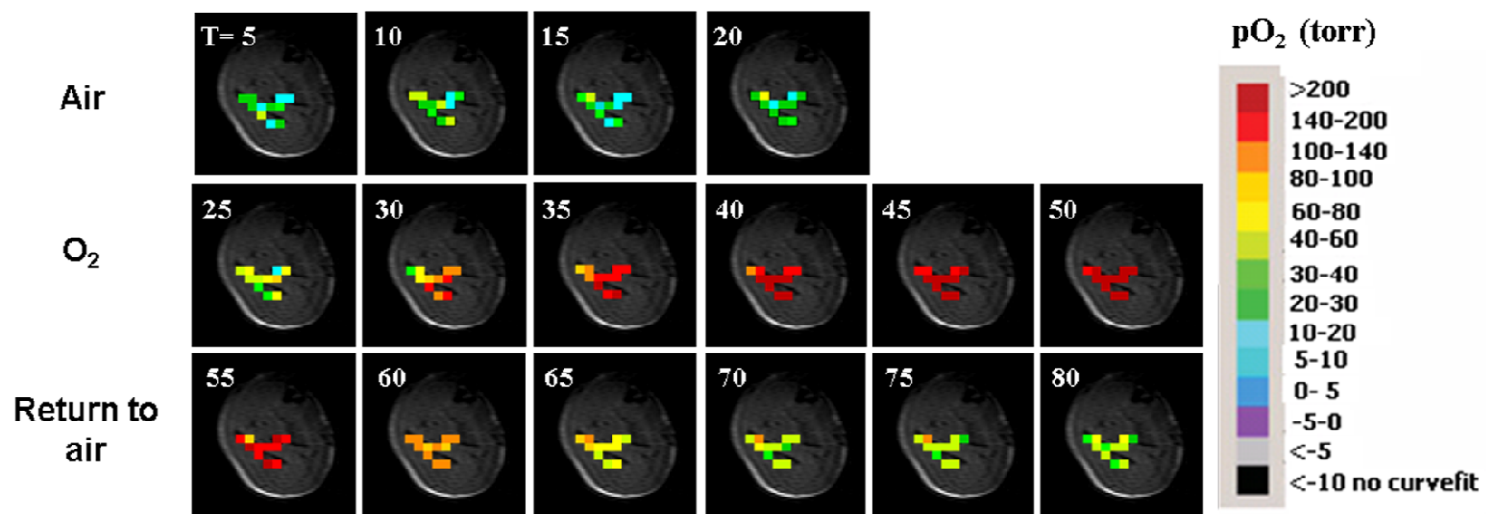 T= 5 10 15 20
Air
25 30 35 40 45 50
O₂
55 60 65 70 75 80
Return to
air
pO₂ (torr)
>200
140-200
100-140
80-100
60-80
40-60
30-40
20-30
10-20
5-10
0- 5
-5-0
<-5
<-10 no curvefit